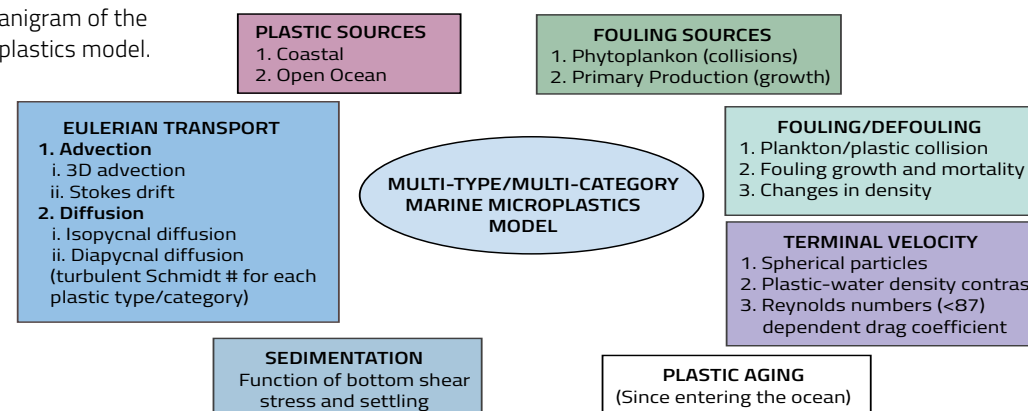 anigram of the
plastics model.
PLASTIC SOURCES
1. Coastal
2. Open Ocean
FOULING SOURCES
1. Phytoplankon (collisions)
2. Primary Production (growth)
EULERIAN TRANSPORT
1. Advection
i. 3D advection
ii. Stokes drift
2. Diffusion
i. Isopycnal diffusion
ii. Diapycnal diffusion
(turbulent Schmidt # for each
plastic type/category)
MULTI-TYPE/MULTI-CATEGORY
MARINE MICROPLASTICS
MODEL
FOULING/DEFOULING
1. Plankton/plastic collision
2. Fouling growth and mortality
3. Changes in density
TERMINAL VELOCITY
1. Spherical particles
2. Plastic-water density contras
3. Reynolds numbers (<87)
dependent drag coefficient
SEDIMENTATION
Function of bottom shear
stress and settling
PLASTIC AGING
(Since entering the ocean)